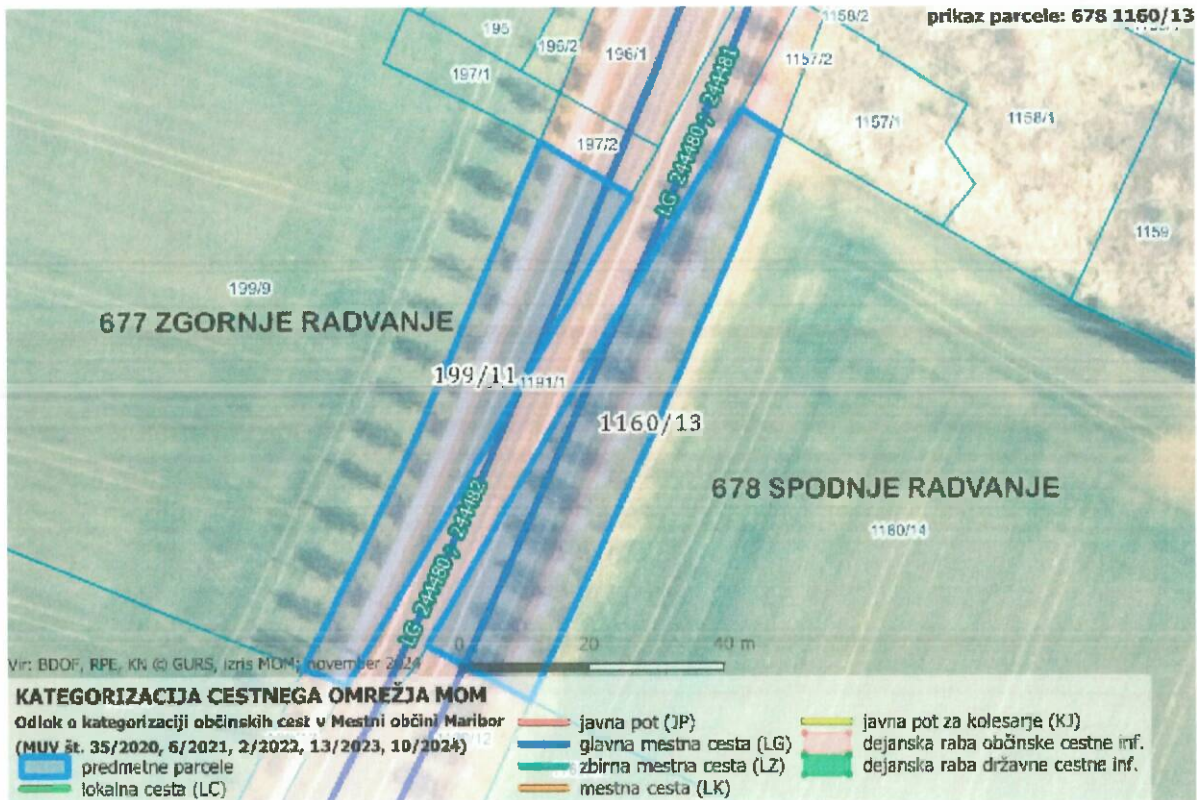 prikaz parcele: 678 1160/13
1158/2
195
196/2
196/1
197/1
1157/2
1157/1
1158/1
197/2
LG 244480; 244481
1159
199/9
677 ZGORNJE RADVANJE
199/11
1191/1
1160/13
678 SPODNJE RADVANJE
1160/14
LG 244480; 244482
0 20 40 m
Vir: BDOF, RPE, KN © GURS, izris MOM; november 2024
KATEGORIZACIJA CESTNEGA OMREŽJA MOM
Odlok o kategorizaciji občinskih cest v Mestni občini Maribor
(MUV št. 35/2020, 6/2021, 2/2022, 13/2023, 10/2024)
predmetne parcele
lokalna cesta (LC)
javna pot (JP)
glavna mestna cesta (LG)
zbirna mestna cesta (LZ)
mestna cesta (LK)
javna pot za kolesarje (KJ)
dejanska raba občinske cestne inf.
dejanska raba državne cestne inf.